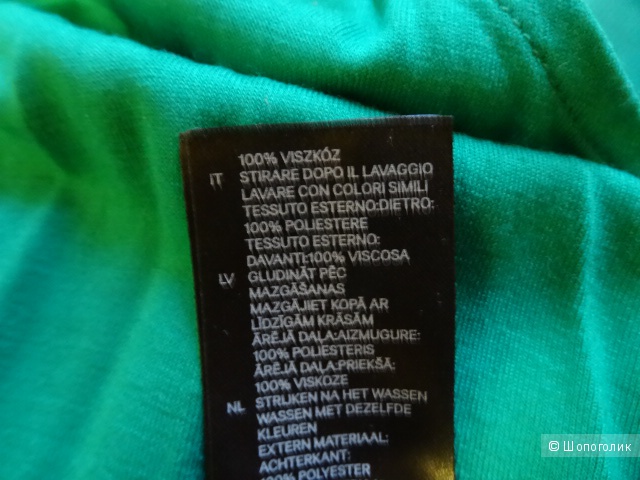 100% VISZKÓZ
IT STIRARE DOPO IL LAVAGGIO
LAVARE CON COLORI SIMILI
TESSUTO ESTERNO:DIETRO:
100% POLIESTERE
TESSUTO ESTERNO:
DAVANTI:100% VISCOSA
LV GLUDINĀT PĒC
MAZGĀŠANAS
MAZGĀJIET KOPĀ AR
LĪDZĪGĀM KRĀSĀM
ĀRĒJĀ DAĻA:AIZMUGURE:
100% POLIESTERIS
ĀRĒJĀ DAĻA:PRIEKŠĀ:
100% VISKOZE
NL STRIJKEN NA HET WASSEN
WASSEN MET DEZELFDE
KLEUREN
EXTERN MATERIAAL:
ACHTERKANT:
100% POLYESTER
© Шопоголик